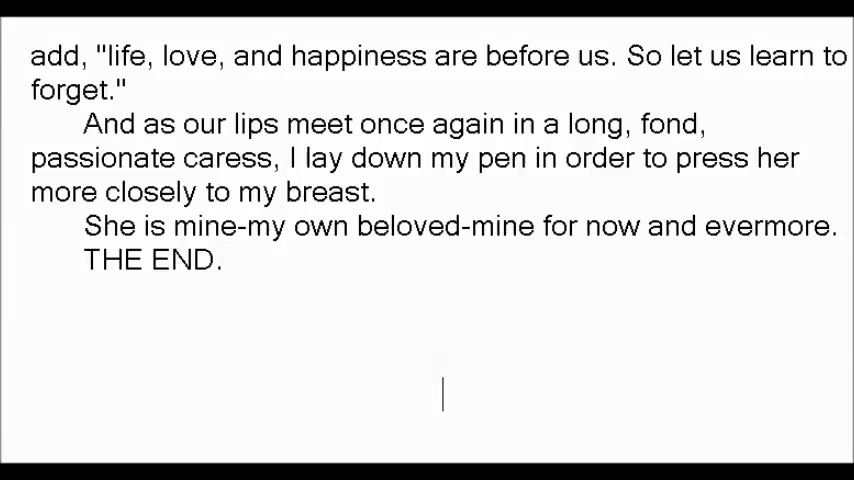 add, "life, love, and happiness are before us. So let us learn to
forget."
And as our lips meet once again in a long, fond,
passionate caress, I lay down my pen in order to press her
more closely to my breast.
She is mine-my own beloved-mine for now and evermore.
THE END.